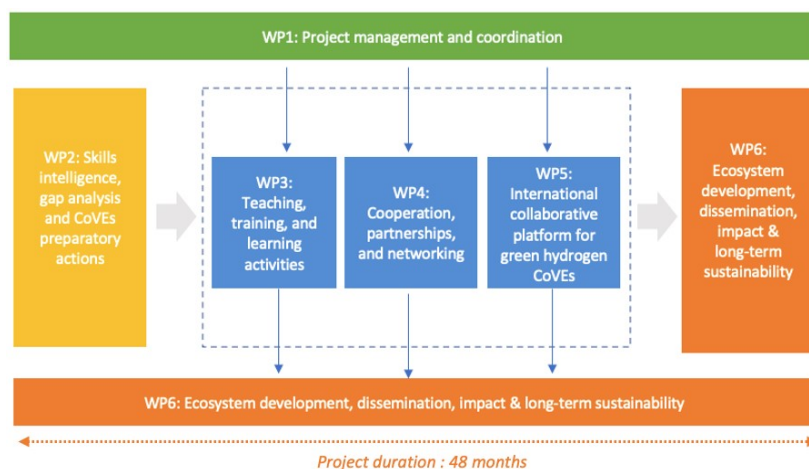 WP1: Project management and coordination
WP2: Skills
intelligence,
gap analysis
and CoVEs
preparatory
actions
WP3:
Teaching,
training, and
learning
activities
WP4:
Cooperation,
partnerships,
and networking
WP5:
International
collaborative
platform for
green hydrogen
CoVEs
WP6:
Ecosystem
development,
dissemination,
impact &
long-term
sustainability
WP6: Ecosystem development, dissemination, impact & long-term sustainability
Project duration : 48 months